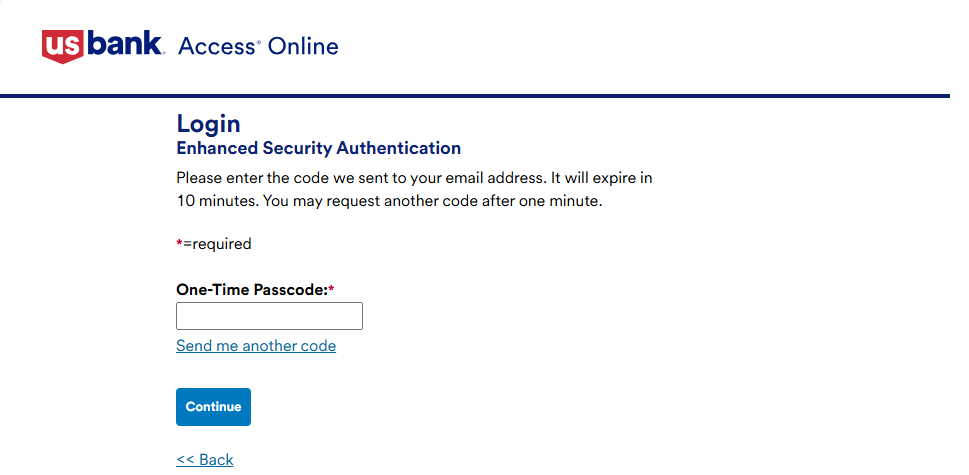 us bank. Access® Online
Login
Enhanced Security Authentication
Please enter the code we sent to your email address. It will expire in
10 minutes. You may request another code after one minute.
*=required
One-Time Passcode:*
Send me another code
Continue
<< Back